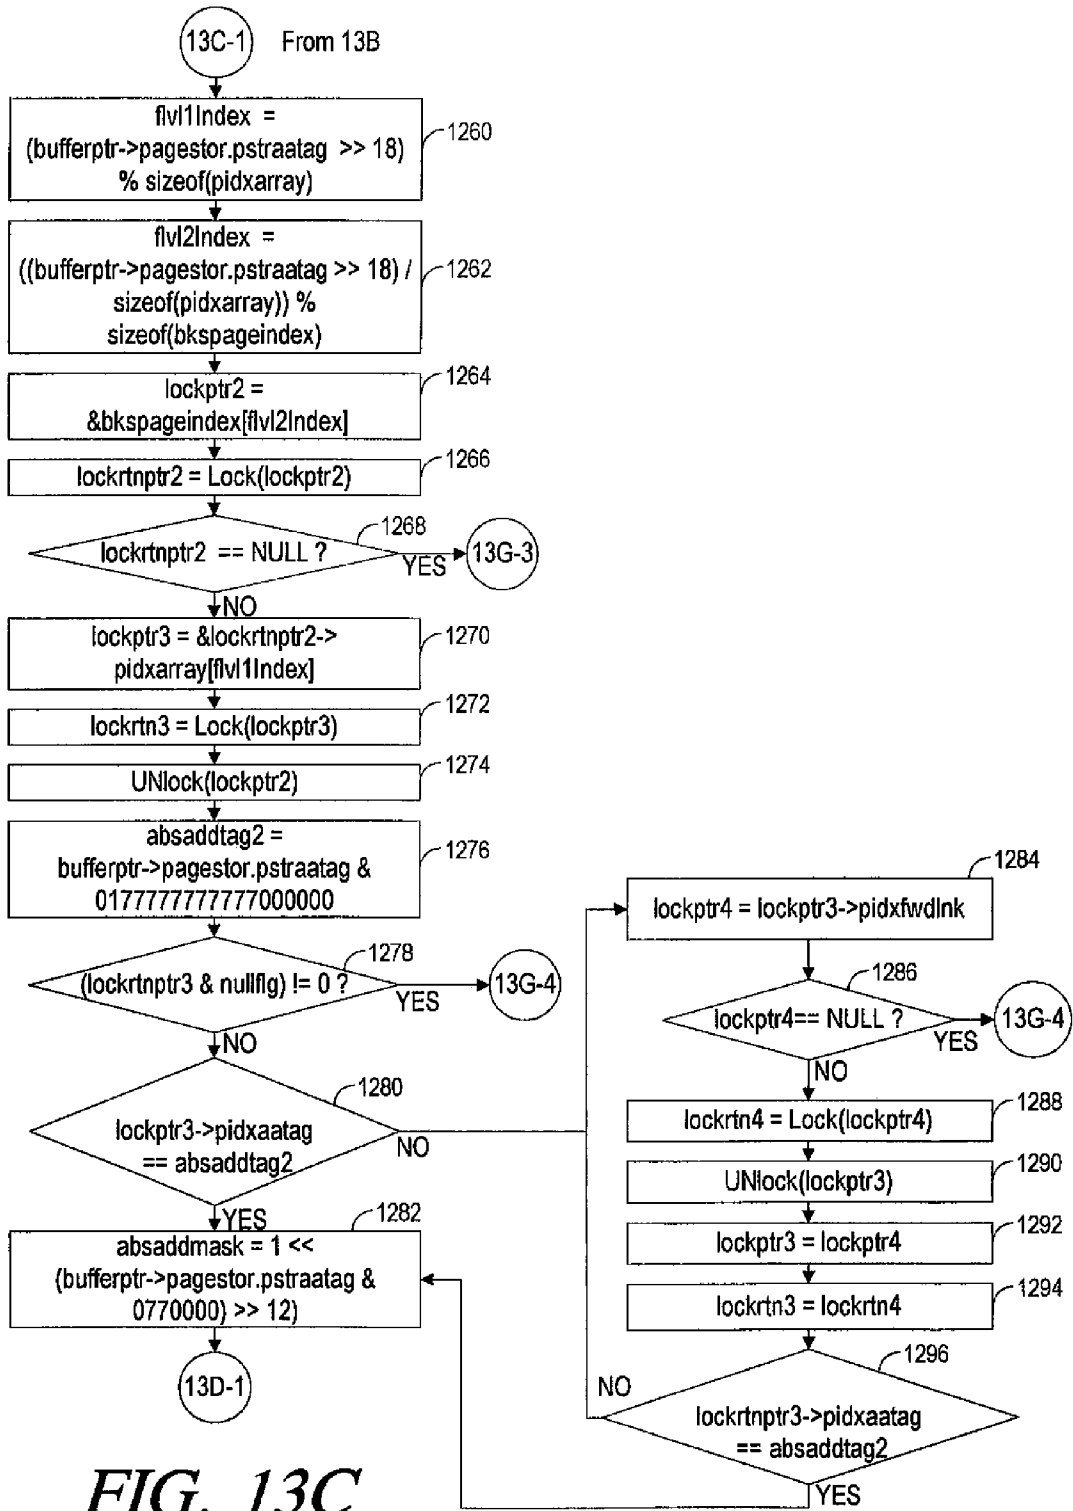 13C-1 From 13B
flvl1Index =
(bufferptr->pagestor.pstraatag >> 18)
% sizeof(pidxarray)
1260
flvl2Index =
((bufferptr->pagestor.pstraatag >> 18) /
sizeof(pidxarray)) %
sizeof(bkspageindex)
1262
lockptr2 =
&bkspageindex[flvl2Index]
1264
lockrtnptr2 = Lock(lockptr2)
1266
lockrtnptr2 == NULL ?
1268
YES
13G-3
NO
lockptr3 = &lockrtnptr2->
pidxarray[flvl1Index]
1270
lockrtn3 = Lock(lockptr3)
1272
UNlock(lockptr2)
1274
absaddtag2 =
bufferptr->pagestor.pstraatag &
0177777777777000000
1276
(lockrtnptr3 & nullflg) != 0 ?
1278
YES
13G-4
NO
lockptr3->pidxaatag
== absaddtag2
1280
NO
YES
absaddmask = 1 <<
(bufferptr->pagestor.pstraatag &
0770000) >> 12)
1282
13D-1
lockptr4 = lockptr3->pidxfwdlnk
1284
lockptr4== NULL ?
1286
YES
13G-4
NO
lockrtn4 = Lock(lockptr4)
1288
UNlock(lockptr3)
1290
lockptr3 = lockptr4
1292
lockrtn3 = lockrtn4
1294
lockrtnptr3->pidxaatag
== absaddtag2
1296
NO
YES
FIG. 13C